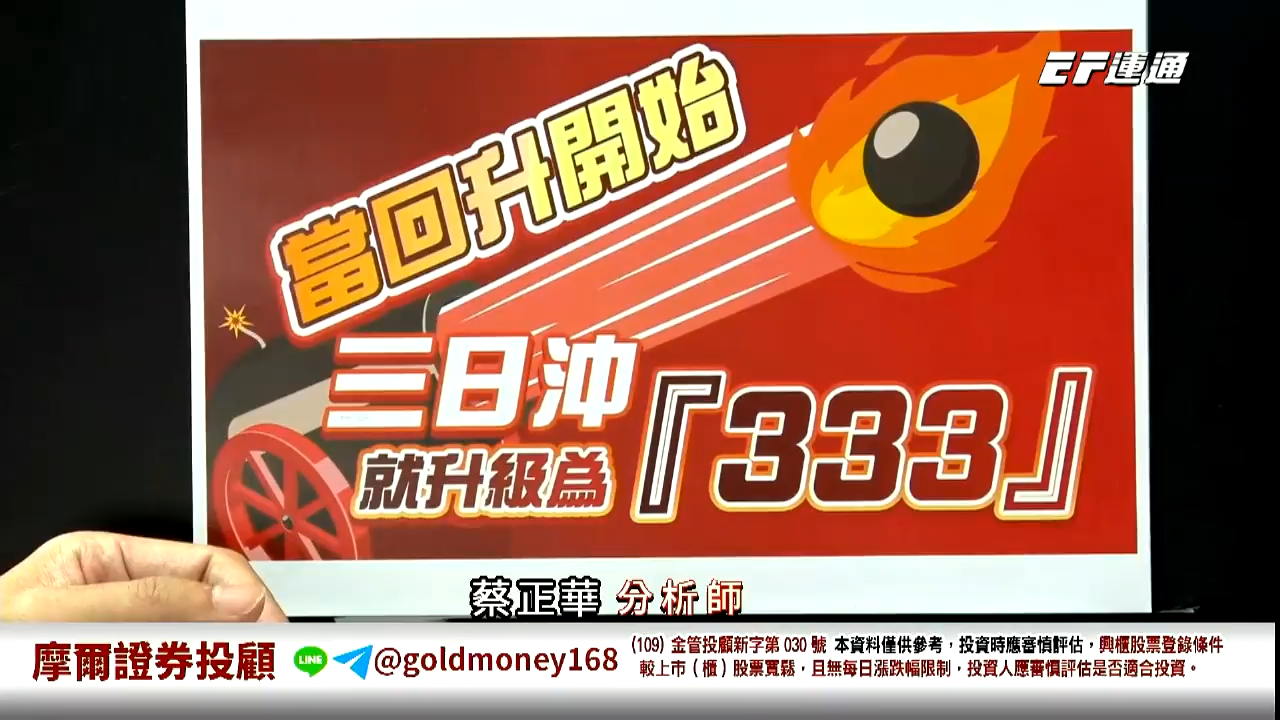 EF運通
當回升開始
三日沖
就升級為
『333』
蔡正華 分析師
摩爾證券投顧
LINE
@goldmoney168
(109) 金管投顧新字第 030 號 本資料僅供參考，投資時應審慎評估，興櫃股票登錄條件
較上市（櫃）股票寬鬆，且無每日漲跌幅限制，投資人應審慎評估是否適合投資。